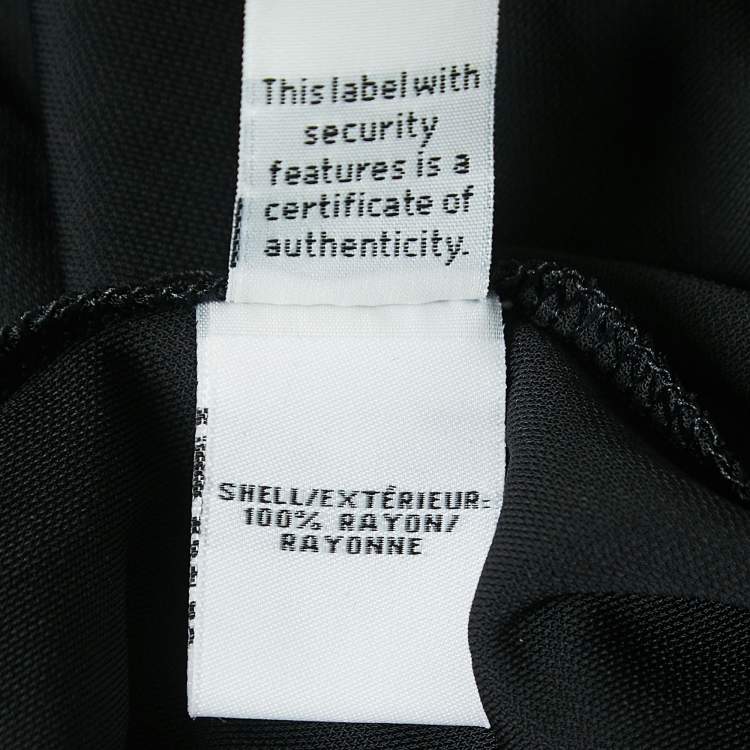 This label with
security
features is a
certificate of
authenticity.
SHELL/EXTÉRIEUR:
100% RAYON/
RAYONNE